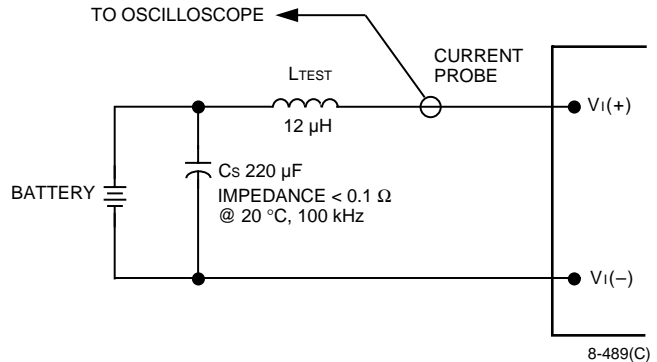 TO OSCILLOSCOPE
CURRENT
PROBE
LTEST
12 µH
VI(+)
CS 220 µF
IMPEDANCE < 0.1 Ω
@ 20 °C, 100 kHz
BATTERY
VI(–)
8-489(C)